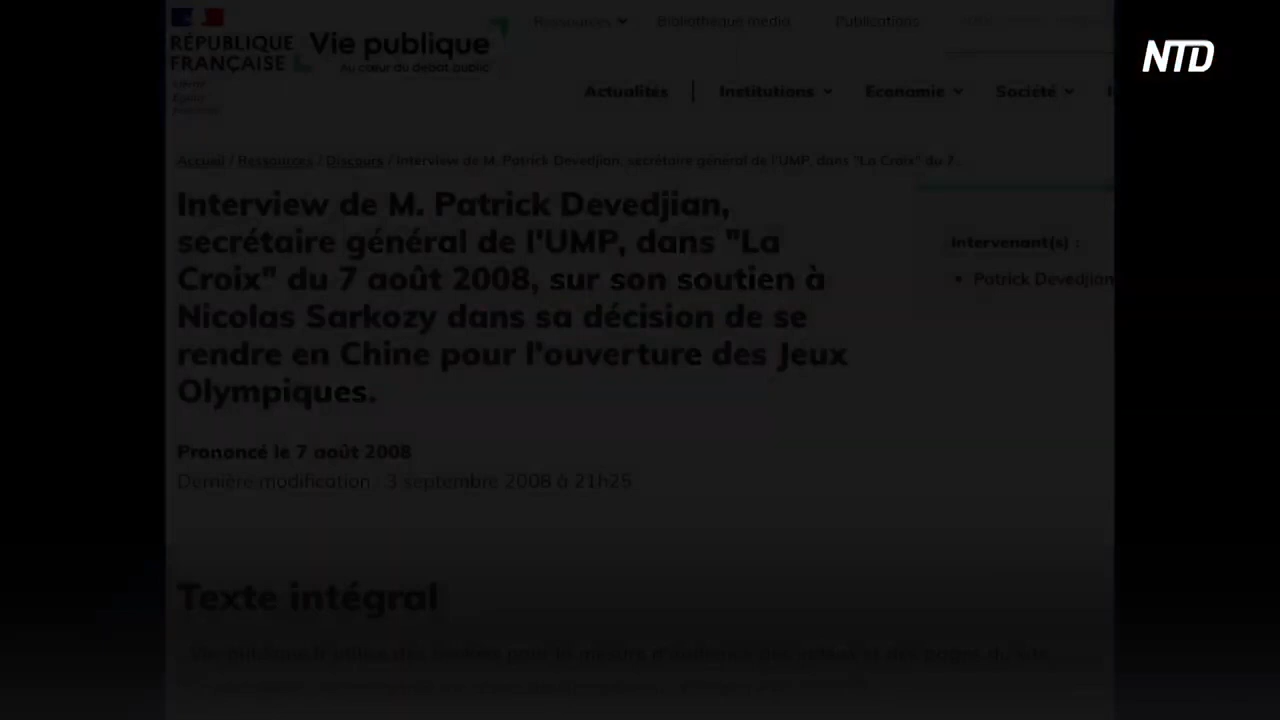 Ressources
Bibliothèque média
Publications
NTD
RÉPUBLIQUE
FRANÇAISE
Liberté
Égalité
Fraternité
Vie publique
Au cœur du débat public
Actualités
Institutions
Economie
Société
Accueil / Ressources / Discours / Interview de M. Patrick Devedjian, secrétaire général de l'UMP, dans "La Croix" du 7
Interview de M. Patrick Devedjian,
secrétaire général de l'UMP, dans "La
Croix" du 7 août 2008, sur son soutien à
Nicolas Sarkozy dans sa décision de se
rendre en Chine pour l'ouverture des Jeux
Olympiques.
Intervenant(s) :
• Patrick Devedjian
Prononcé le 7 août 2008
Dernière modification : 3 septembre 2008 à 21h25
Texte intégral